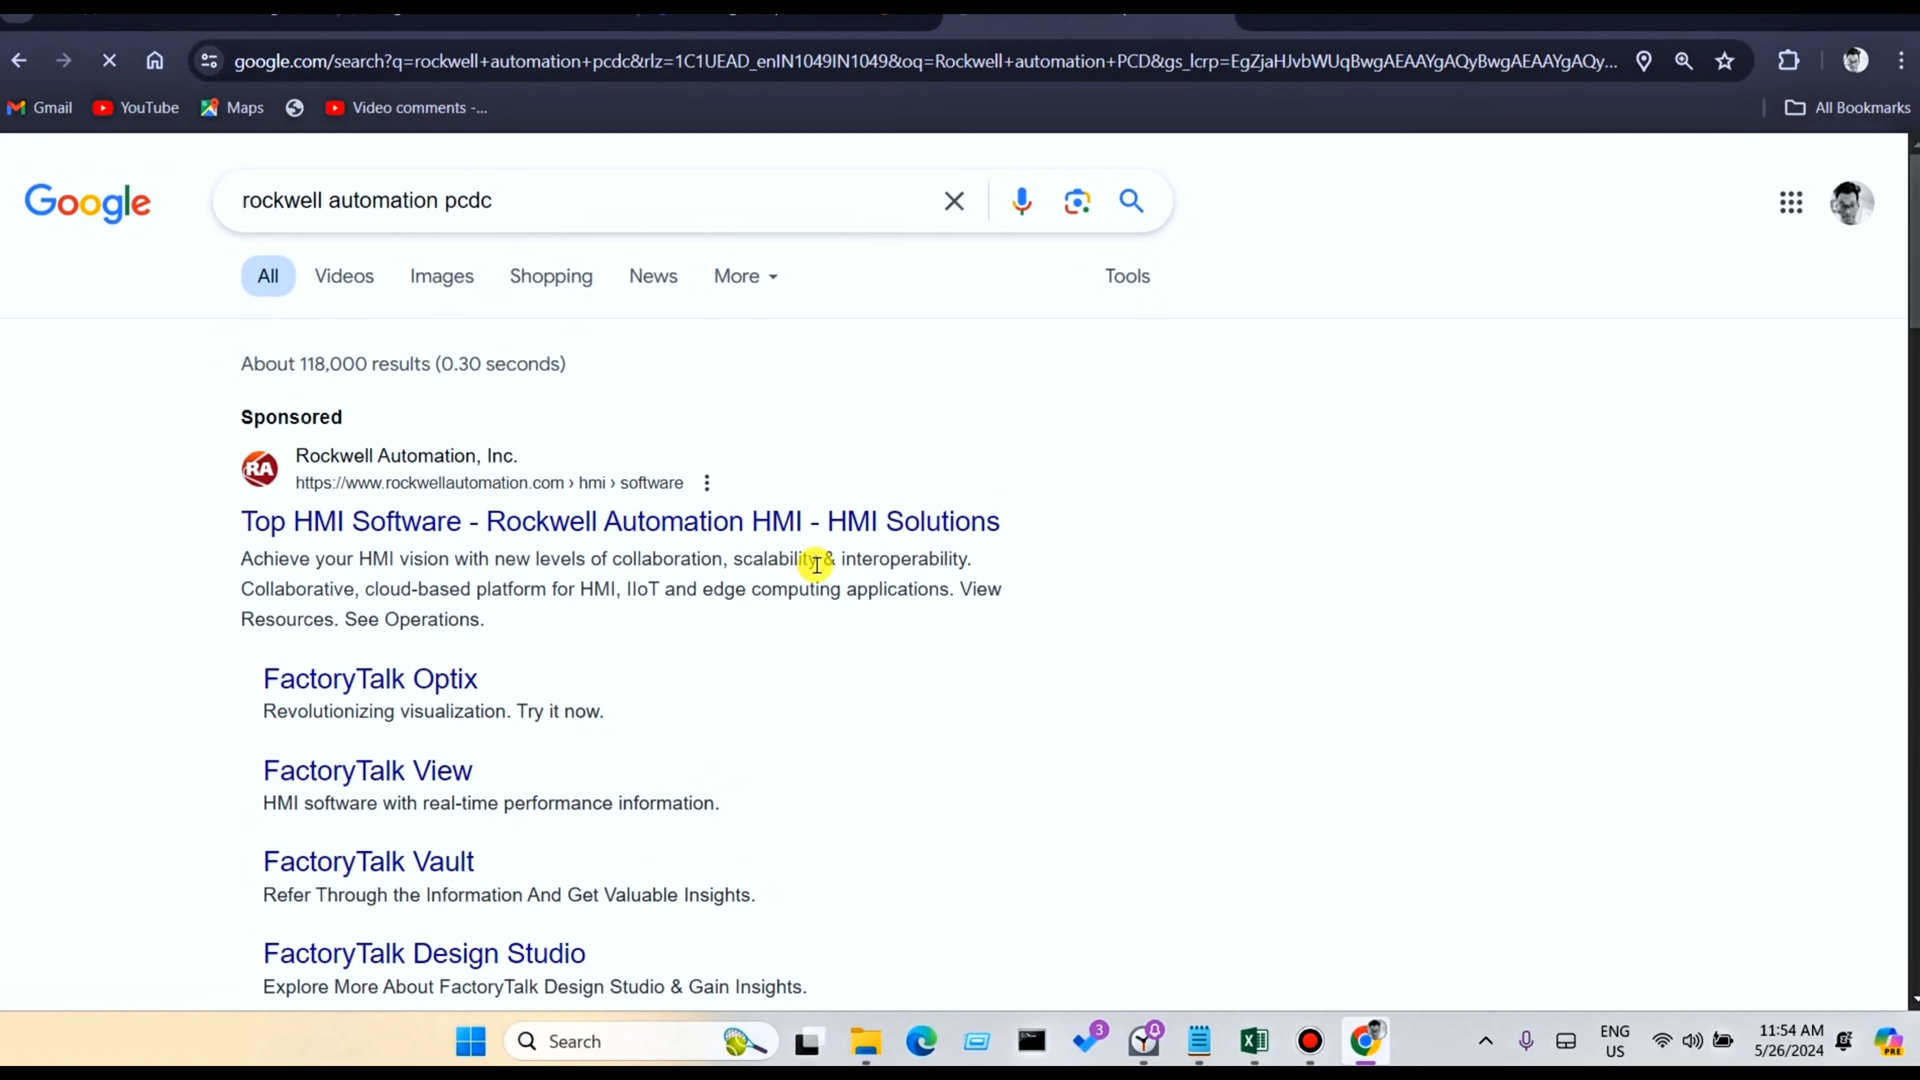 google.com/search?q=rockwell+automation+pcdc&rlz=1C1UEAD_enIN1049IN1049&oq=Rockwell+automation+PCD&gs_lcrp=EgZjaHJvbWUqBwgAEAAYgAQyBwgAEAAYgAQy...
Gmail YouTube Maps Video comments -... All Bookmarks
Google rockwell automation pcdc
All Videos Images Shopping News More Tools
About 118,000 results (0.30 seconds)
Sponsored
RA Rockwell Automation, Inc.
https://www.rockwellautomation.com › hmi › software
Top HMI Software - Rockwell Automation HMI - HMI Solutions
Achieve your HMI vision with new levels of collaboration, scalability & interoperability.
Collaborative, cloud-based platform for HMI, IIoT and edge computing applications. View
Resources. See Operations.
FactoryTalk Optix
Revolutionizing visualization. Try it now.
FactoryTalk View
HMI software with real-time performance information.
FactoryTalk Vault
Refer Through the Information And Get Valuable Insights.
FactoryTalk Design Studio
Explore More About FactoryTalk Design Studio & Gain Insights.
Search 3 ENG 11:54 AM
US 5/26/2024 PRE